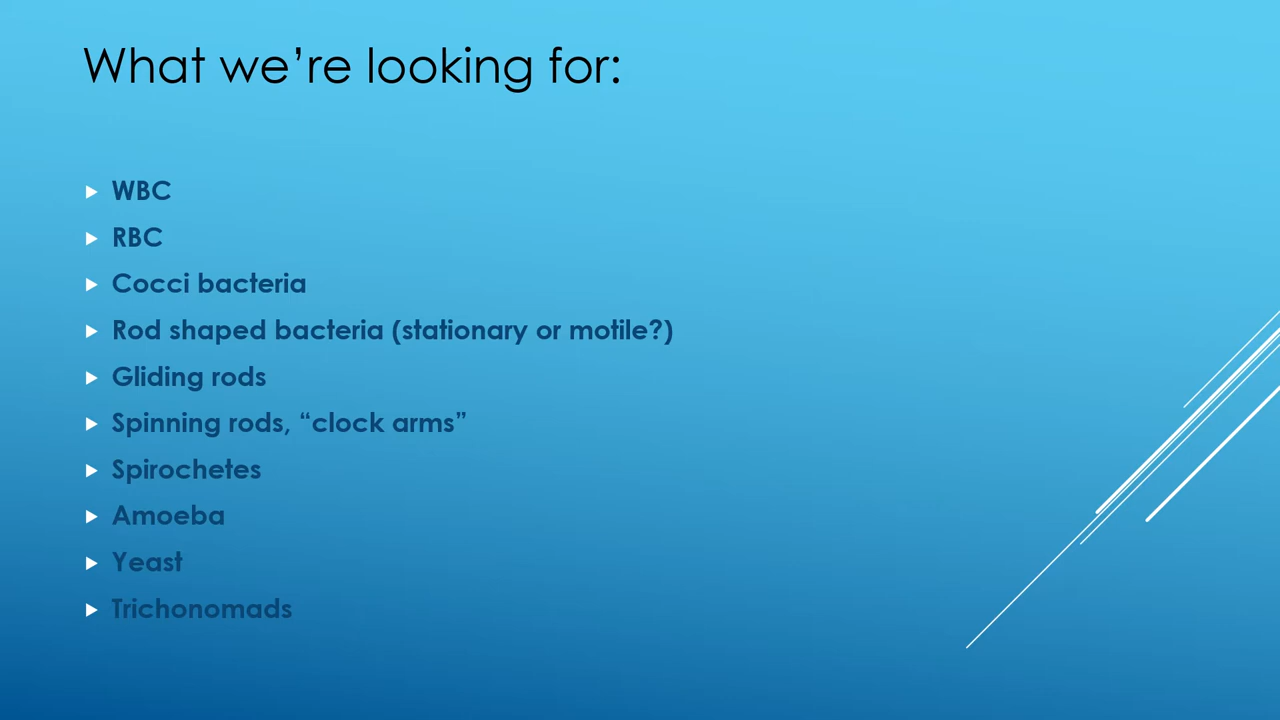 What we’re looking for:
WBC
RBC
Cocci bacteria
Rod shaped bacteria (stationary or motile?)
Gliding rods
Spinning rods, “clock arms”
Spirochetes
Amoeba
Yeast
Trichonomads